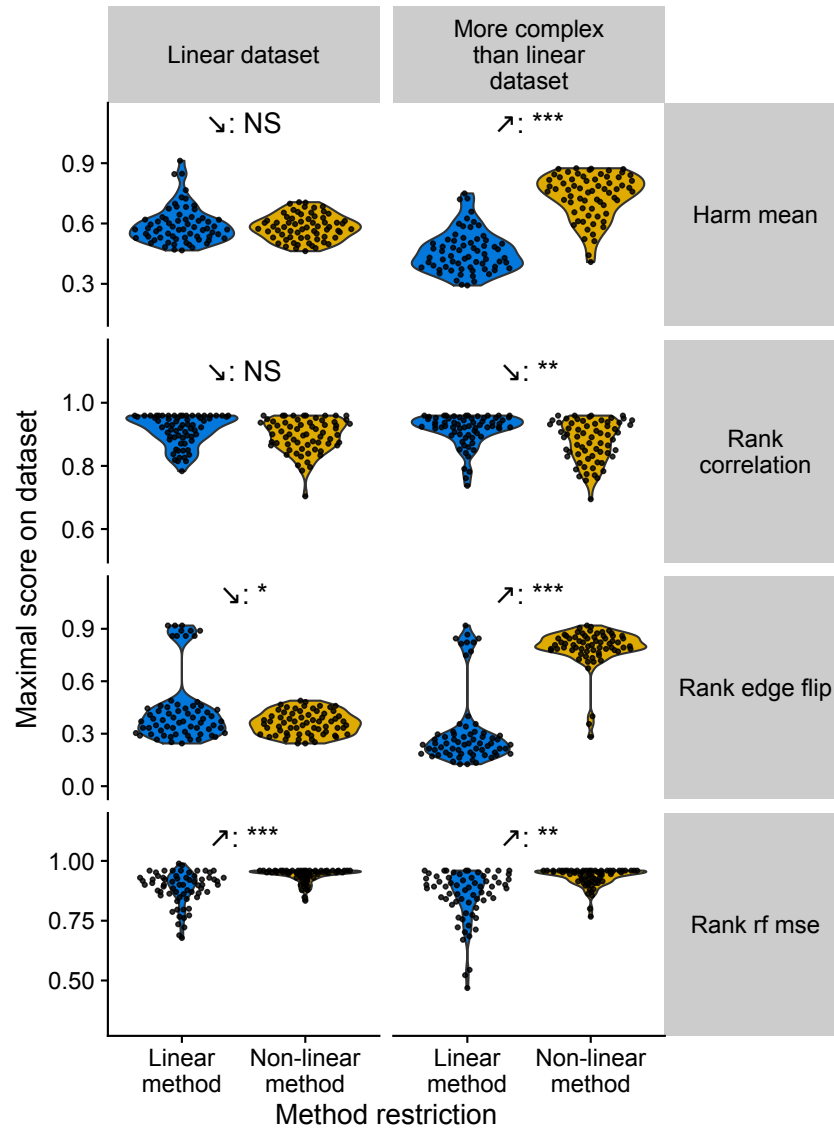 Linear dataset
More complex
than linear
dataset
↘: NS
↗: ***
0.9
0.6
0.3
Harm mean
↘: NS
↘: **
1.0
0.8
0.6
Rank
correlation
↘: *
↗: ***
0.9
0.6
0.3
0.0
Rank edge flip
↗: ***
↗: **
1.00
0.75
0.50
Rank rf mse
Maximal score on dataset
Linear
method
Non-linear
method
Linear
method
Non-linear
method
Method restriction